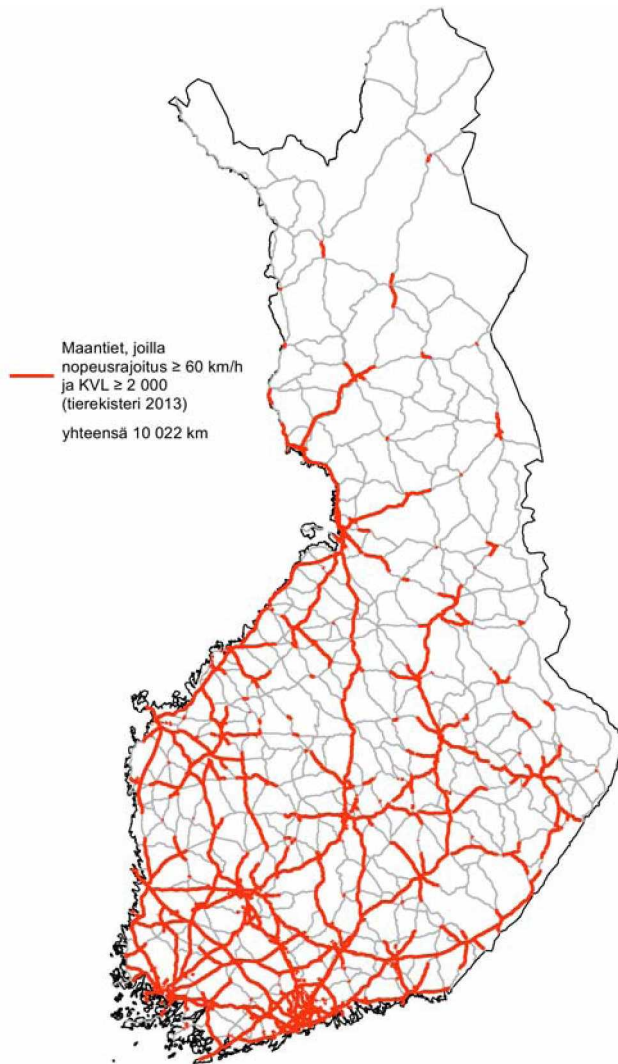 Maantiet, joilla
nopeusrajoitus ≥ 60 km/h
ja KVL ≥ 2 000
(tierekisteri 2013)
yhteensä 10 022 km